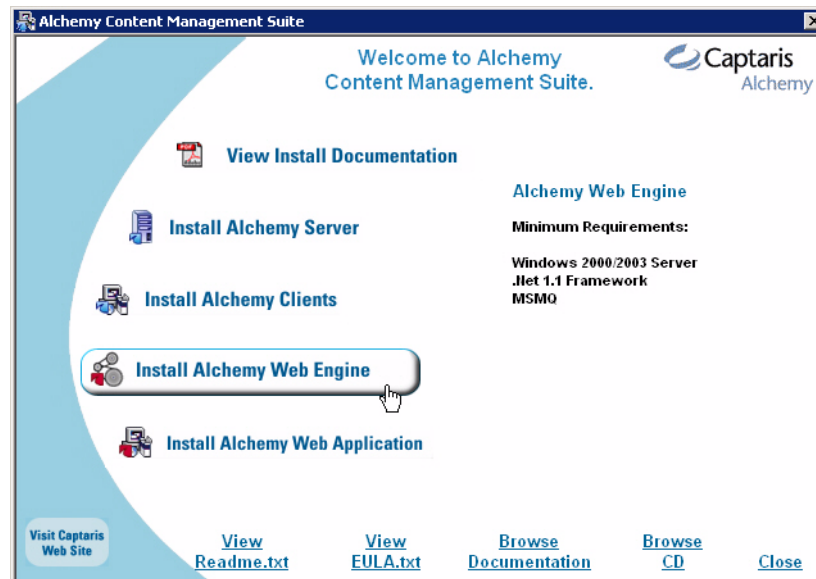 Alchemy Content Management Suite
Welcome to Alchemy
Content Management Suite.
Captaris
Alchemy
View Install Documentation
Install Alchemy Server
Install Alchemy Clients
Install Alchemy Web Engine
Install Alchemy Web Application
Alchemy Web Engine
Minimum Requirements:
Windows 2000/2003 Server
.Net 1.1 Framework
MSMQ
Visit Captaris
Web Site
View
Readme.txt
View
EULA.txt
Browse
Documentation
Browse
CD
Close